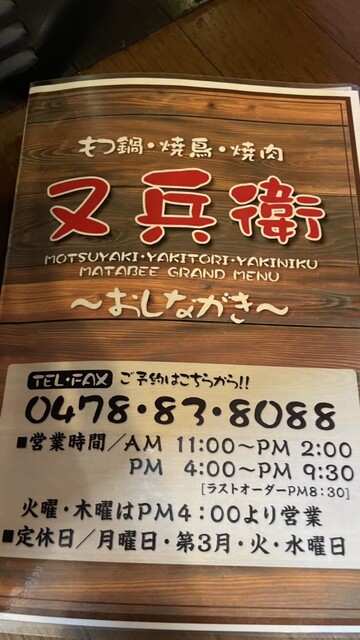 もつ鍋・焼鳥・焼肉
又兵衛
MOTSUYAKI・YAKITORI・YAKINIKU
MATABEE GRAND MENU
〜おしながき〜
TEL・FAX ご予約はこちらから!!
0478・83・8088
■営業時間／AM 11:00〜PM 2:00
PM 4:00〜PM 9:30
[ラストオーダーPM8:30]
火曜・木曜はPM4:00より営業
■定休日／月曜日・第3月・火・水曜日